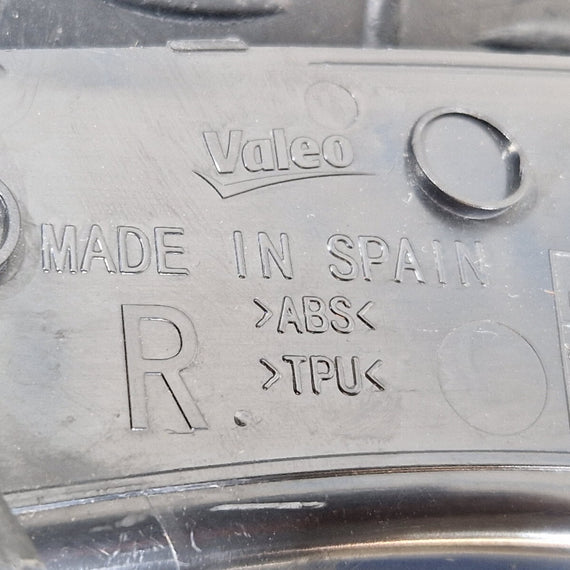 Valeo
MADE IN SPAIN
R
>ABS<
>TPU<